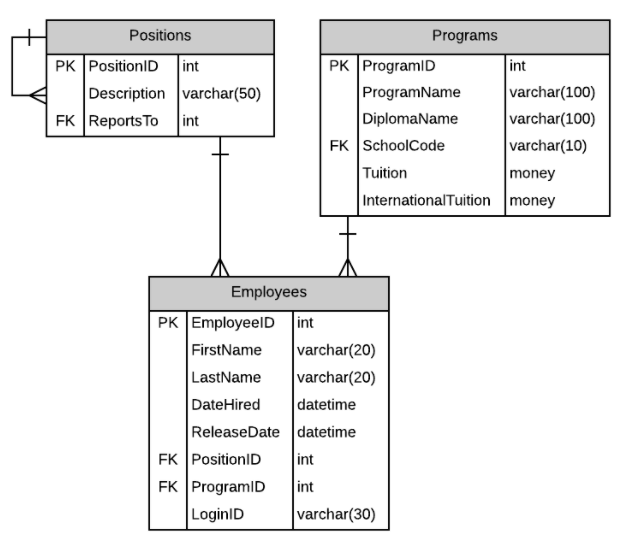 Positions
PK PositionID int
Description varchar(50)
FK ReportsTo int
Programs
PK ProgramID int
ProgramName varchar(100)
DiplomaName varchar(100)
FK SchoolCode varchar(10)
Tuition money
InternationalTuition money
Employees
PK EmployeeID int
FirstName varchar(20)
LastName varchar(20)
DateHired datetime
ReleaseDate datetime
FK PositionID int
FK ProgramID int
LoginID varchar(30)